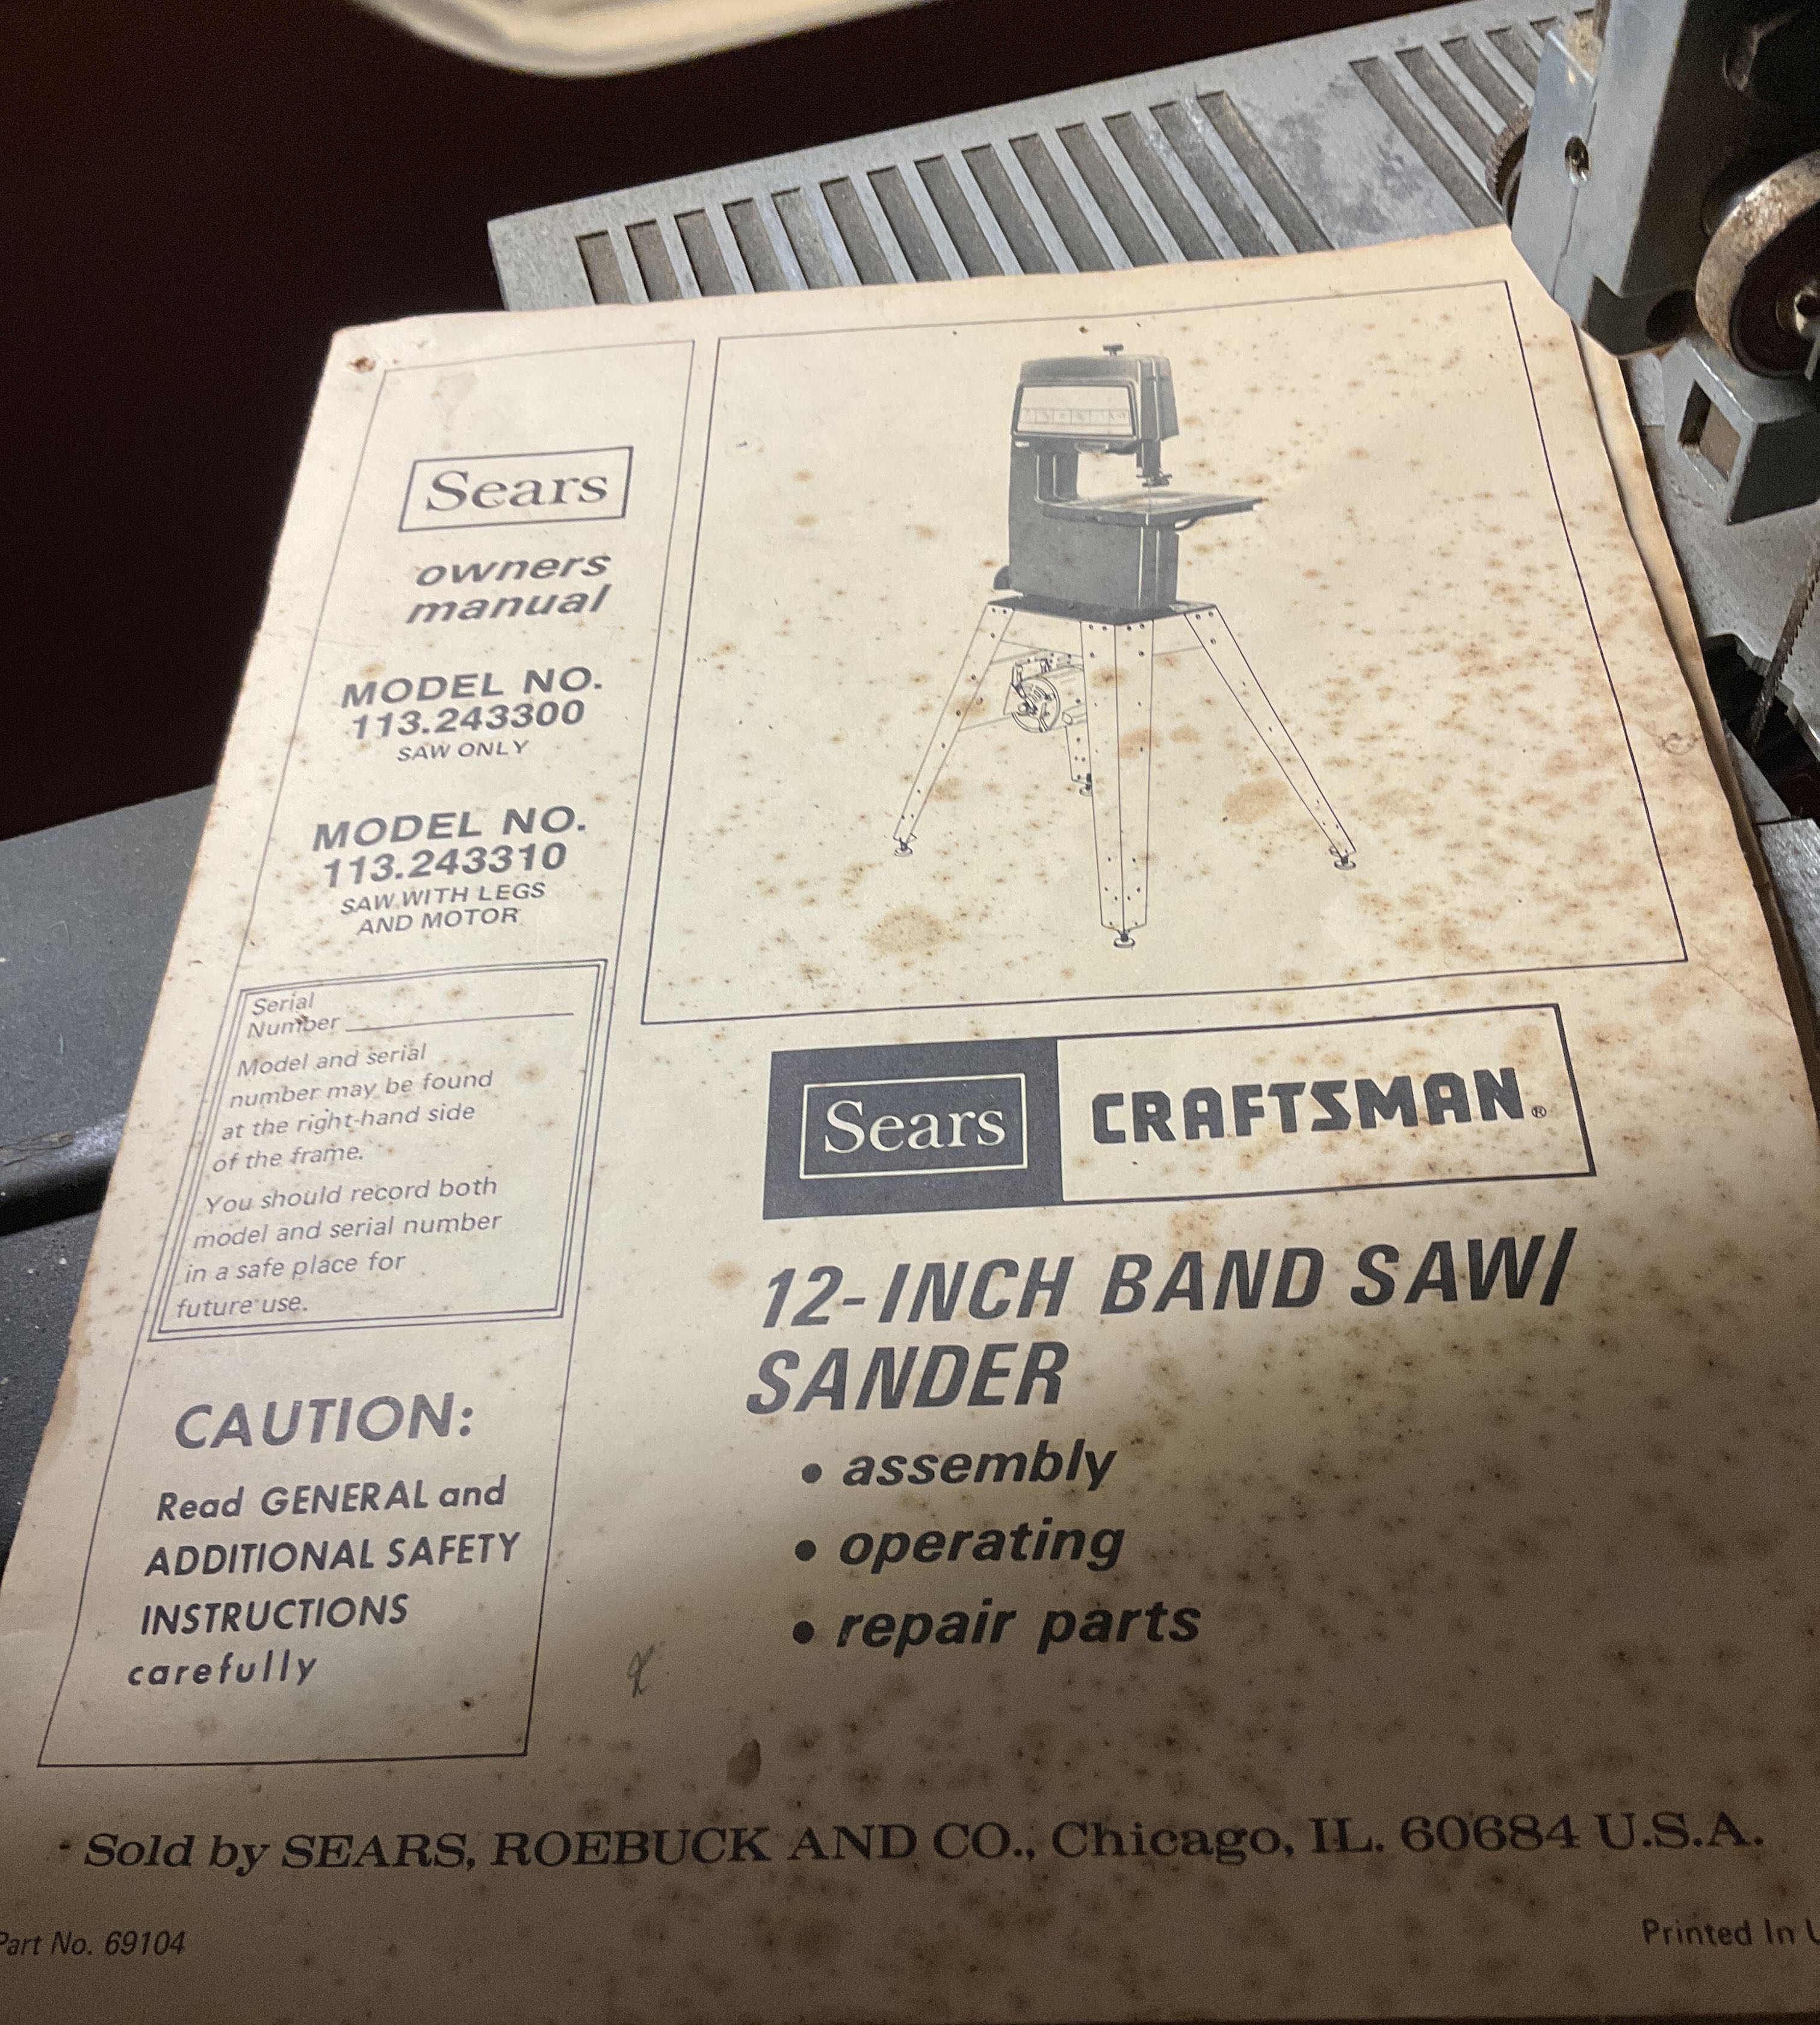 Sears
owners
manual
MODEL NO.
113.243300
SAW ONLY
MODEL NO.
113.243310
SAW WITH LEGS
AND MOTOR
Serial
Number
Model and serial
number may be found
at the right-hand side
of the frame.
You should record both
model and serial number
in a safe place for
future use.
CAUTION:
Read GENERAL and
ADDITIONAL SAFETY
INSTRUCTIONS
carefully
Sears CRAFTSMAN®
12-INCH BAND SAW/
SANDER
• assembly
• operating
• repair parts
Sold by SEARS, ROEBUCK AND CO., Chicago, IL. 60684 U.S.A.
Part No. 69104
Printed In